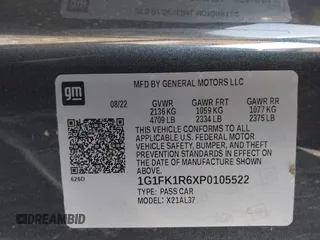 MFD BY GENERAL MOTORS LLC
gm
08/22 GVWR GAWR FRT GAWR RR
2136 KG 1059 KG 1077 KG
4709 LB 2334 LB 2375 LB
THIS VEHICLE CONFORMS TO ALL APPLICABLE U.S. FEDERAL MOTOR
VEHICLE SAFETY, BUMPER, AND THEFT
PREVENTION STANDARDS IN EFFECT ON
THE DATE OF MANUFACTURE SHOWN
ABOVE.
1G1FK1R6XP0105522
TYPE: PASS CAR
MODEL: X21AL37
DREAMBID